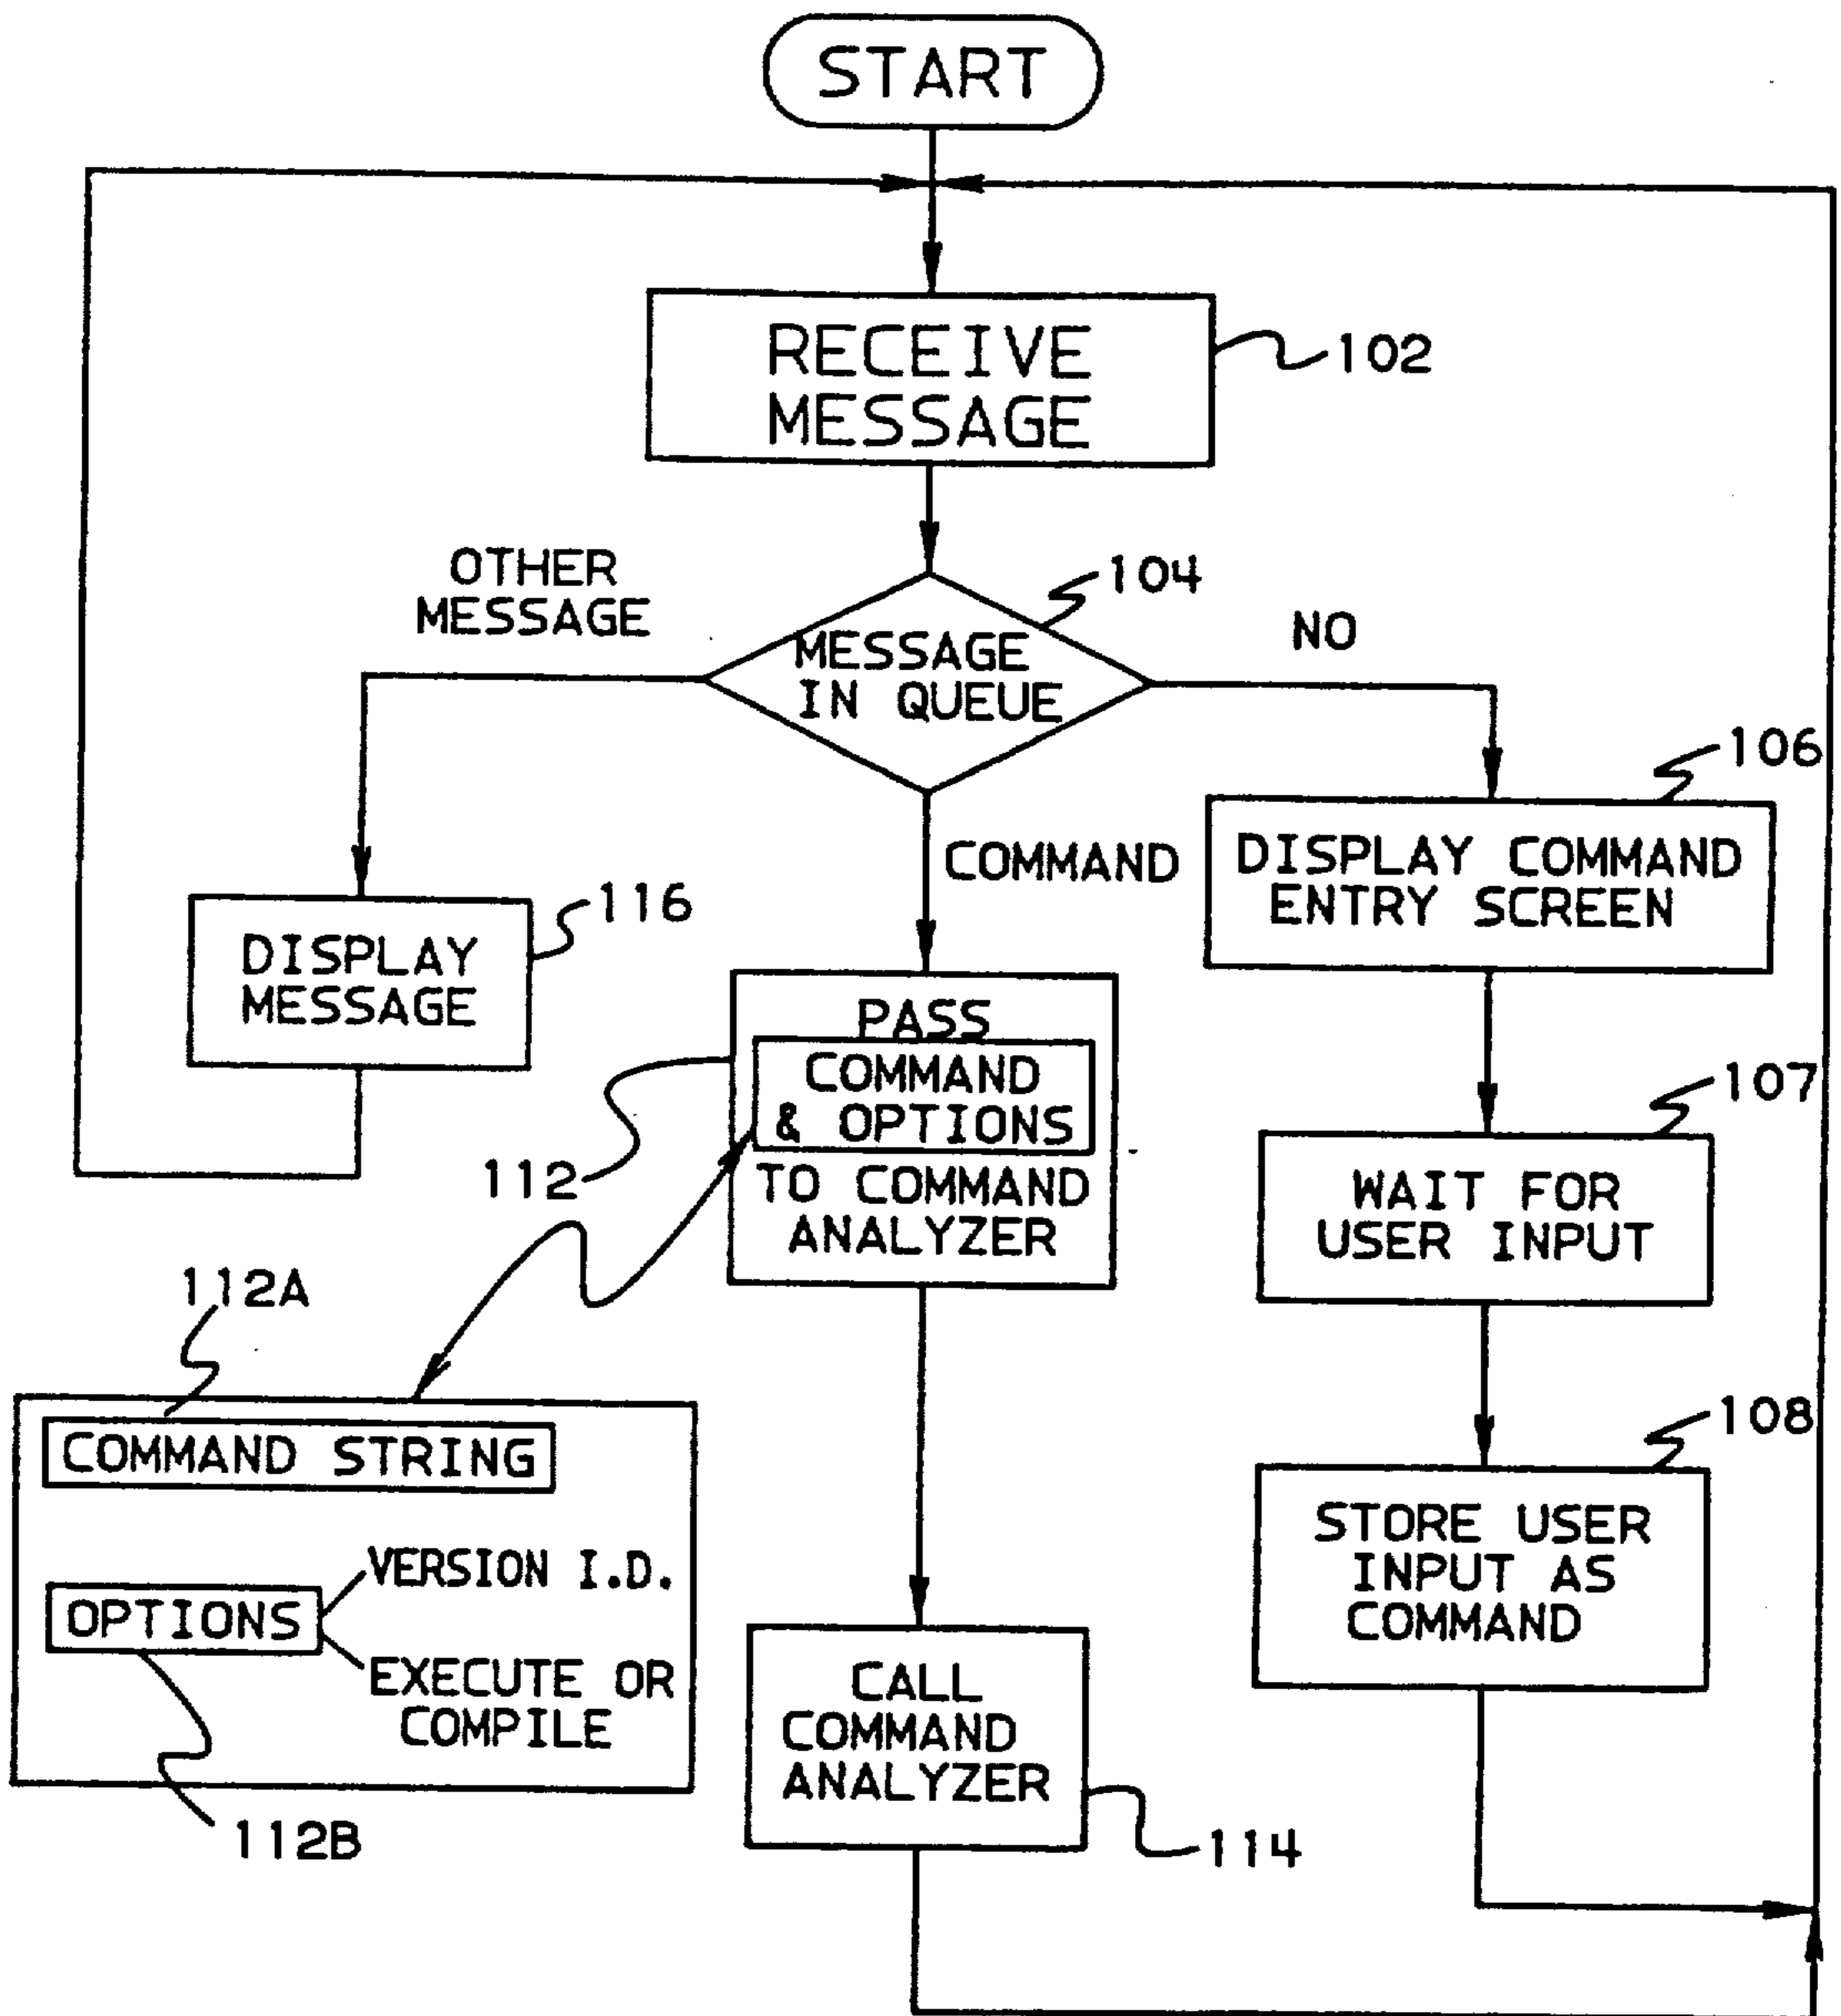 START
RECEIVE
MESSAGE
102
OTHER
MESSAGE
104
MESSAGE
IN QUEUE
NO
COMMAND
106
DISPLAY COMMAND
ENTRY SCREEN
116
DISPLAY
MESSAGE
PASS
COMMAND
& OPTIONS
TO COMMAND
ANALYZER
112
107
WAIT FOR
USER INPUT
112A
COMMAND STRING
OPTIONS
VERSION I.D.
EXECUTE OR
COMPILE
112B
108
STORE USER
INPUT AS
COMMAND
CALL
COMMAND
ANALYZER
114